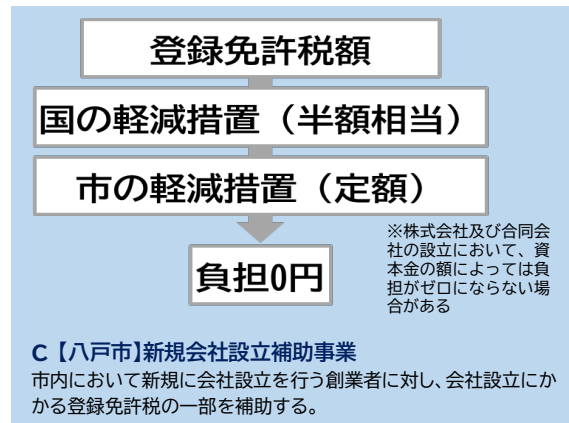 登録免許税額
国の軽減措置（半額相当）
市の軽減措置（定額）
負担0円
※株式会社及び合同会
社の設立において、資
本金の額によっては負
担がゼロにならない場
合がある
C【八戸市】新規会社設立補助事業
市内において新規に会社設立を行う創業者に対し、会社設立にか
かる登録免許税の一部を補助する。